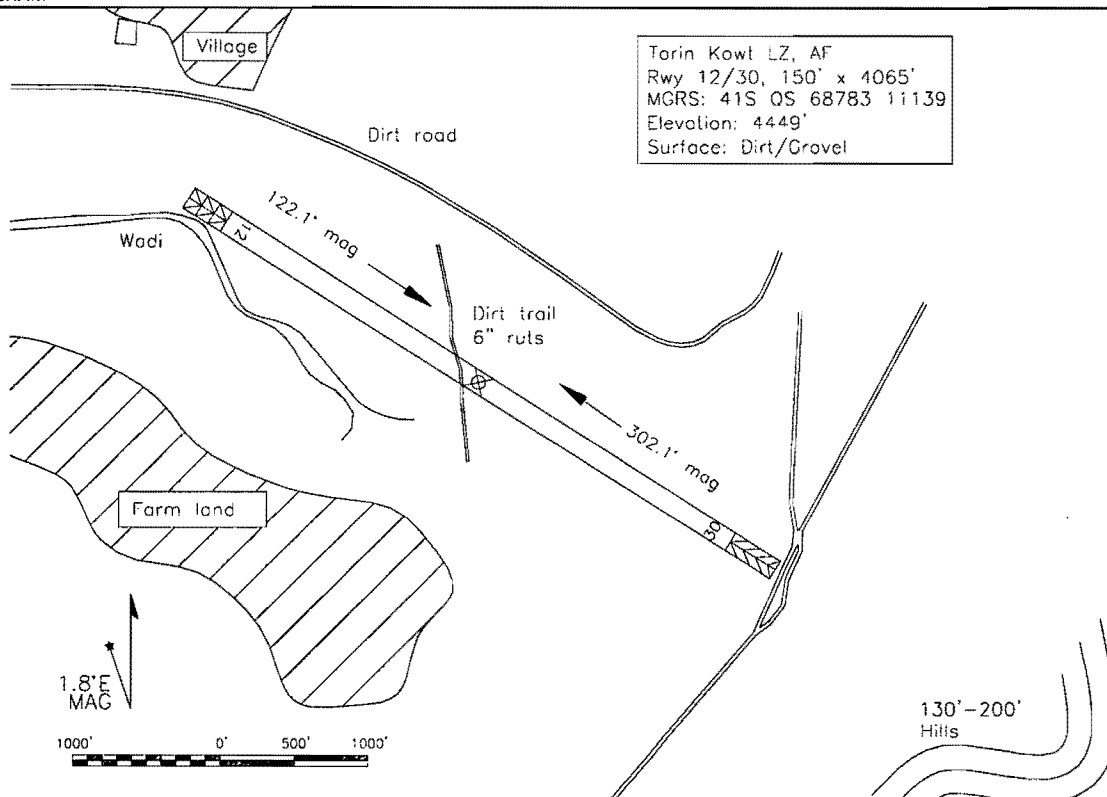 Village
Tarin Kowt LZ, AF
Rwy 12/30, 150' x 4065'
MGRS: 41S QS 68783 11139
Elevation: 4449'
Surface: Dirt/Gravel
Dirt road
122.1° mag
12
Wadi
Dirt trail
6" ruts
302.1° mag
30
Farm land
1.8°E
MAG
130'-200'
Hills
1000' 0' 500' 1000'